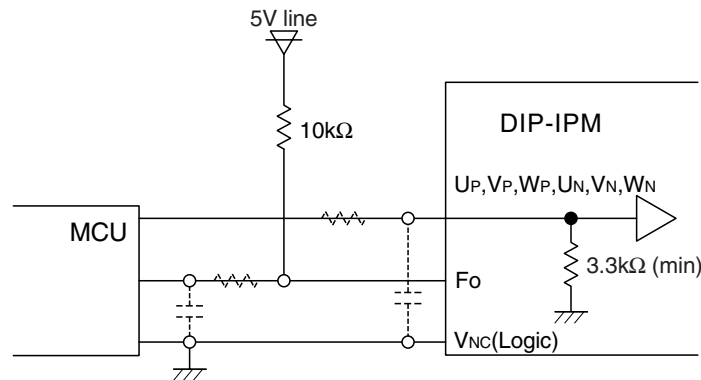 5V line
10kΩ
DIP-IPM
UP,VP,WP,UN,VN,WN
MCU
3.3kΩ (min)
Fo
VNC(Logic)